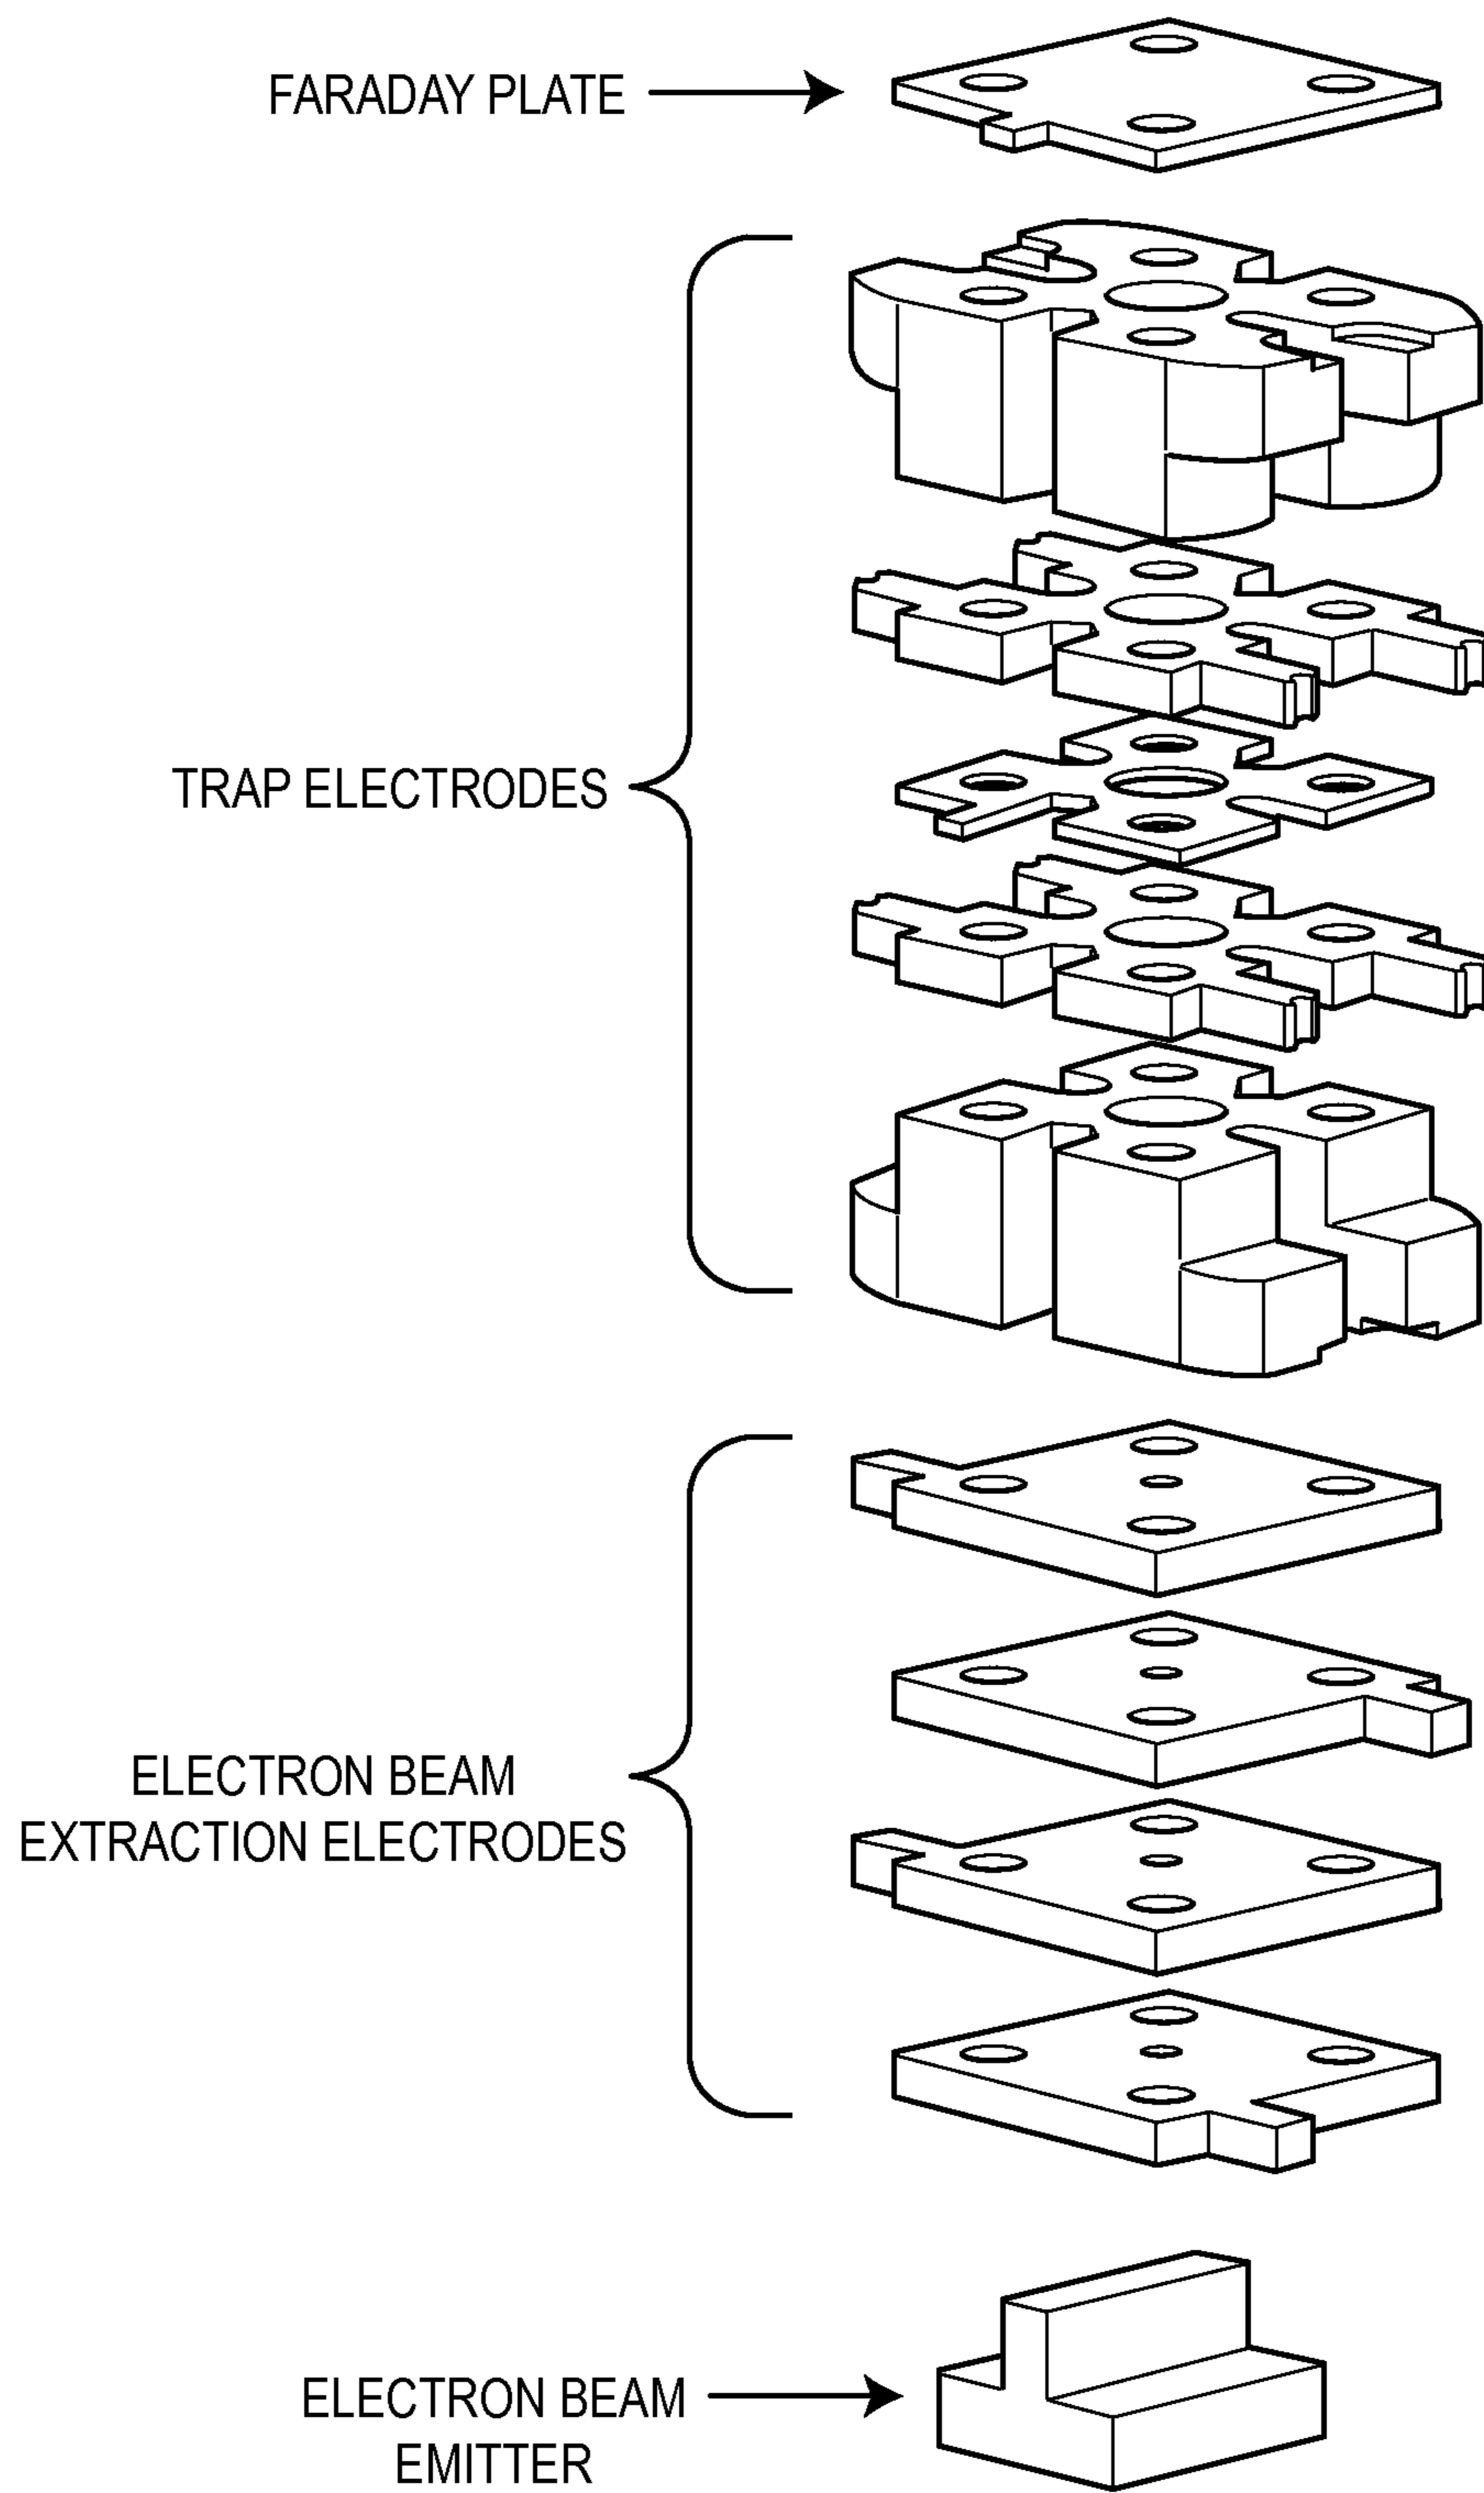 FARADAY PLATE
TRAP ELECTRODES
ELECTRON BEAM
EXTRACTION ELECTRODES
ELECTRON BEAM
EMITTER